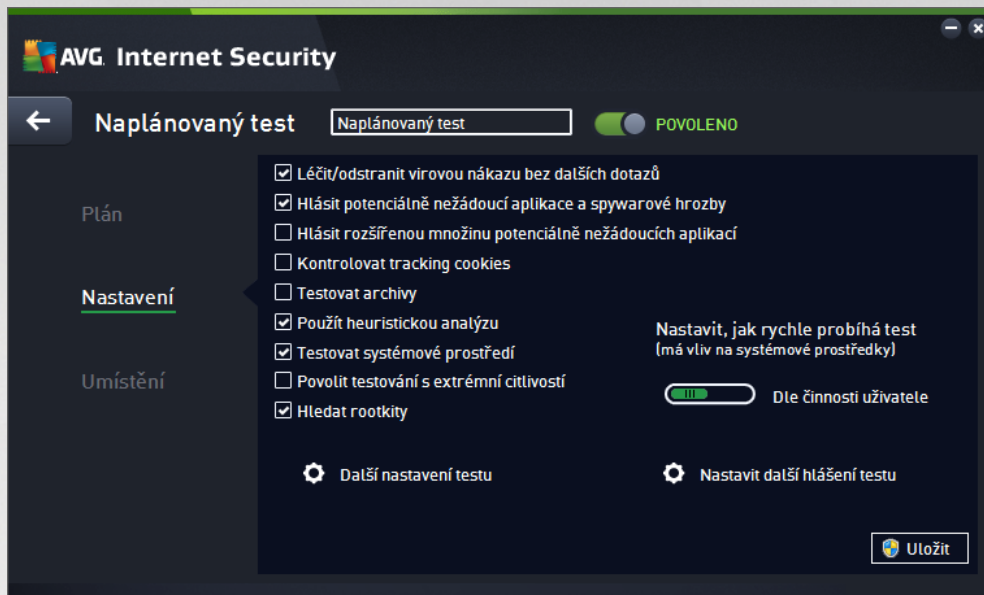 AVG Internet Security
Naplánovaný test
Naplánovaný test
POVOLENO
Plán
Nastavení
Umístění
Léčit/odstranit virovou nákazu bez dalších dotazů
Hlásit potenciálně nežádoucí aplikace a spywarové hrozby
Hlásit rozšířenou množinu potenciálně nežádoucích aplikací
Kontrolovat tracking cookies
Testovat archivy
Použít heuristickou analýzu
Testovat systémové prostředí
Povolit testování s extrémní citlivostí
Hledat rootkity
Nastavit, jak rychle probíhá test
(má vliv na systémové prostředky)
Dle činnosti uživatele
Další nastavení testu
Nastavit další hlášení testu
Uložit